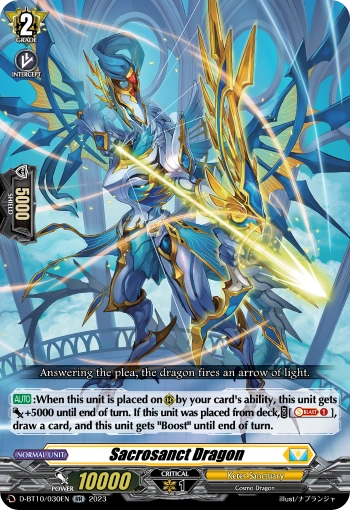 2
GRADE
INTERCEPT
5000
SHIELD
Answering the plea, the dragon fires an arrow of light.
AUTO:When this unit is placed on R by your card's ability, this unit gets
+5000 until end of turn. If this unit was placed from deck, [BLAST 1],
draw a card, and this unit gets "Boost" until end of turn.
NORMAL UNIT
Sacrosanct Dragon
POWER 10000
CRITICAL
1
Keter Sanctuary
Cosmo Dragon
D-BT10/030EN RR 2023
illust/ナブランジャ